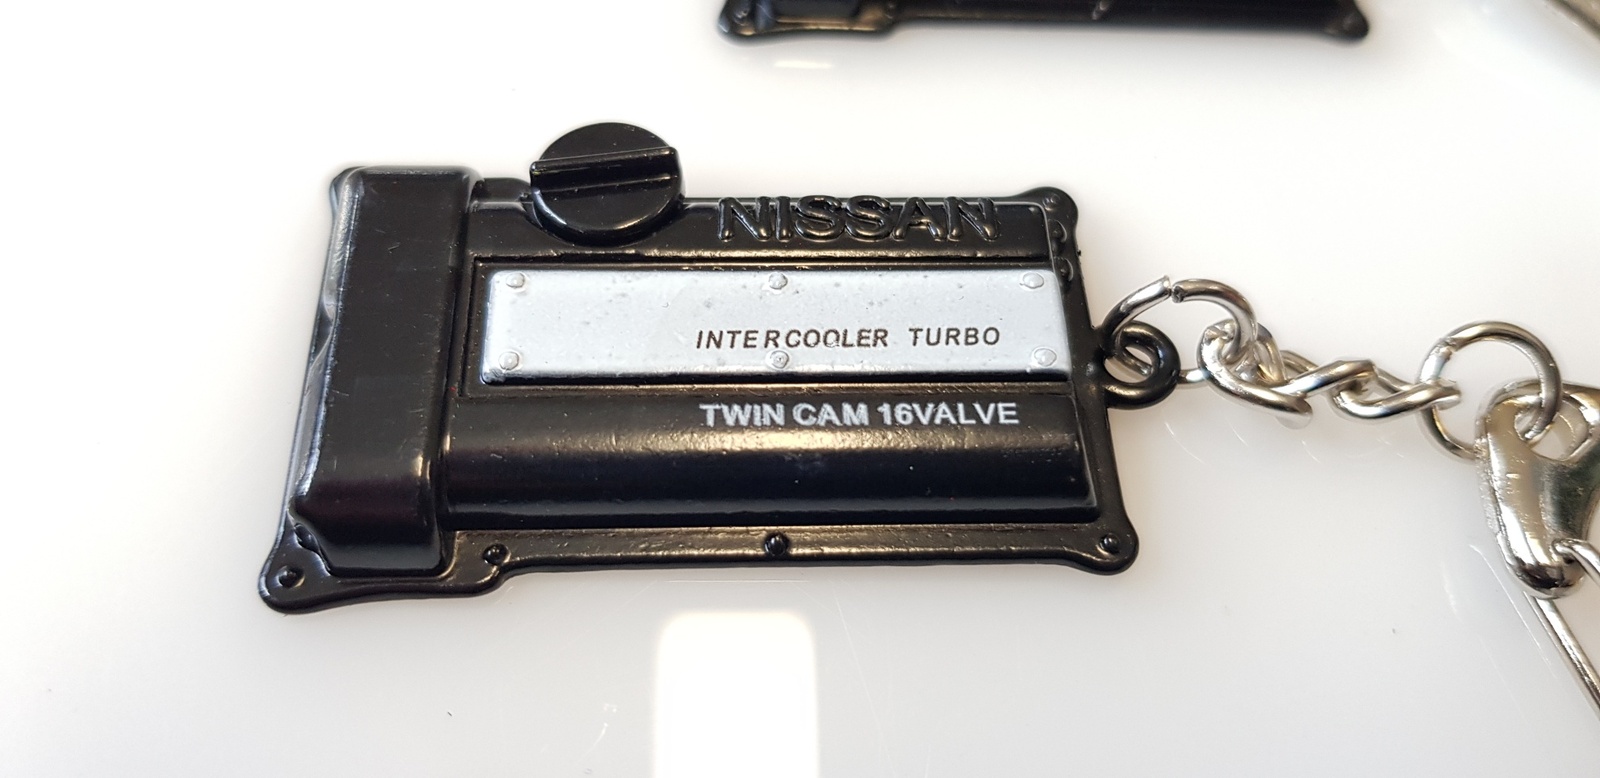 NISSAN
INTERCOOLER TURBO
TWIN CAM 16VALVE